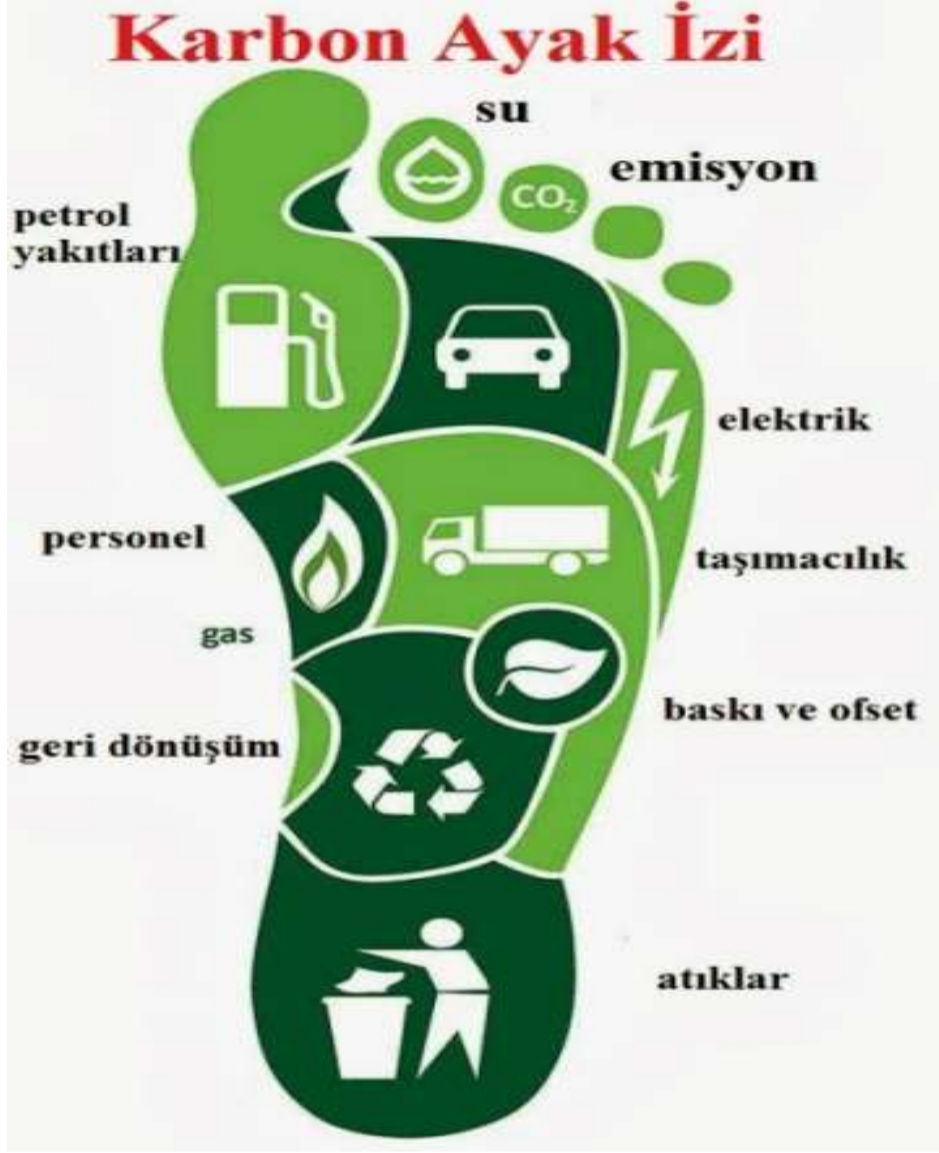 Karbon Ayak İzi
su
emisyon
CO₂
petrol
yakıtları
elektrik
personel
taşımacılık
gas
baskı ve ofset
geri dönüşüm
atıklar